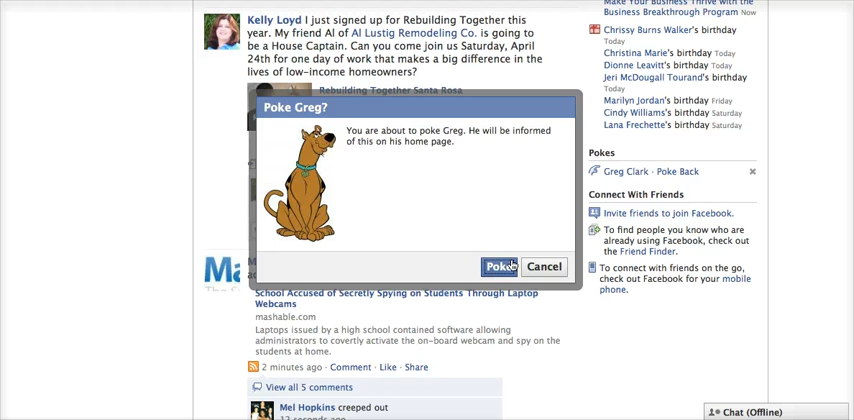 Kelly Loyd I just signed up for Rebuilding Together this
year. My friend Al of Al Lustig Remodeling Co. is going to
be a House Captain. Can you come join us Saturday, April
24th for one day of work that makes a big difference in the
lives of low-income homeowners?
Rebuilding Together Santa Rosa
Poke Greg?
You are about to poke Greg. He will be informed
of this on his home page.
Poke
Cancel
School Accused of Secretly Spying on Students Through Laptop
Webcams
mashable.com
Laptops issued by a high school contained software allowing
administrators to covertly activate the on-board webcam and spy on the
students at home.
2 minutes ago · Comment · Like · Share
View all 5 comments
Mel Hopkins creeped out
12 seconds ago
Make Your Business Thrive with the
Business Breakthrough Program Now
Chrissy Burns Walker's birthday
Today
Christina Marie's birthday Today
Dionne Leavitt's birthday Today
Jeri McDougall Tourand's birthday
Today
Marilyn Jordan's birthday Friday
Cindy Williams's birthday Saturday
Lana Frechette's birthday Saturday
Pokes
Greg Clark · Poke Back
Connect With Friends
Invite friends to join Facebook.
To find people you know who are
already using Facebook, check out
the Friend Finder.
To connect with friends on the go,
check out Facebook for your mobile
phone.
Chat (Offline)